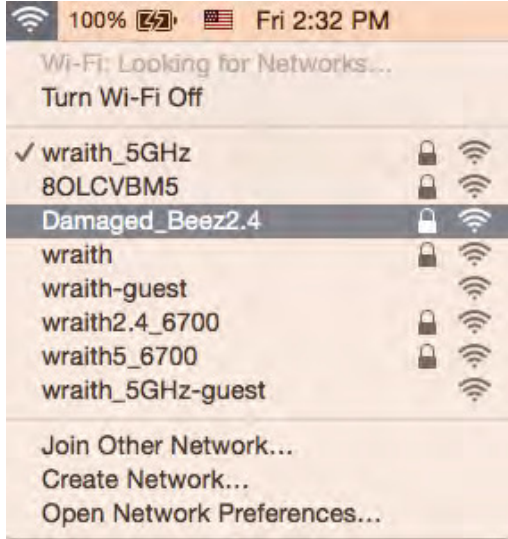 100% Fri 2:32 PM
Wi-Fi: Looking for Networks...
Turn Wi-Fi Off
✓ wraith_5GHz
8OLCVBM5
Damaged_Beez2.4
wraith
wraith-guest
wraith2.4_6700
wraith5_6700
wraith_5GHz-guest
Join Other Network...
Create Network...
Open Network Preferences...